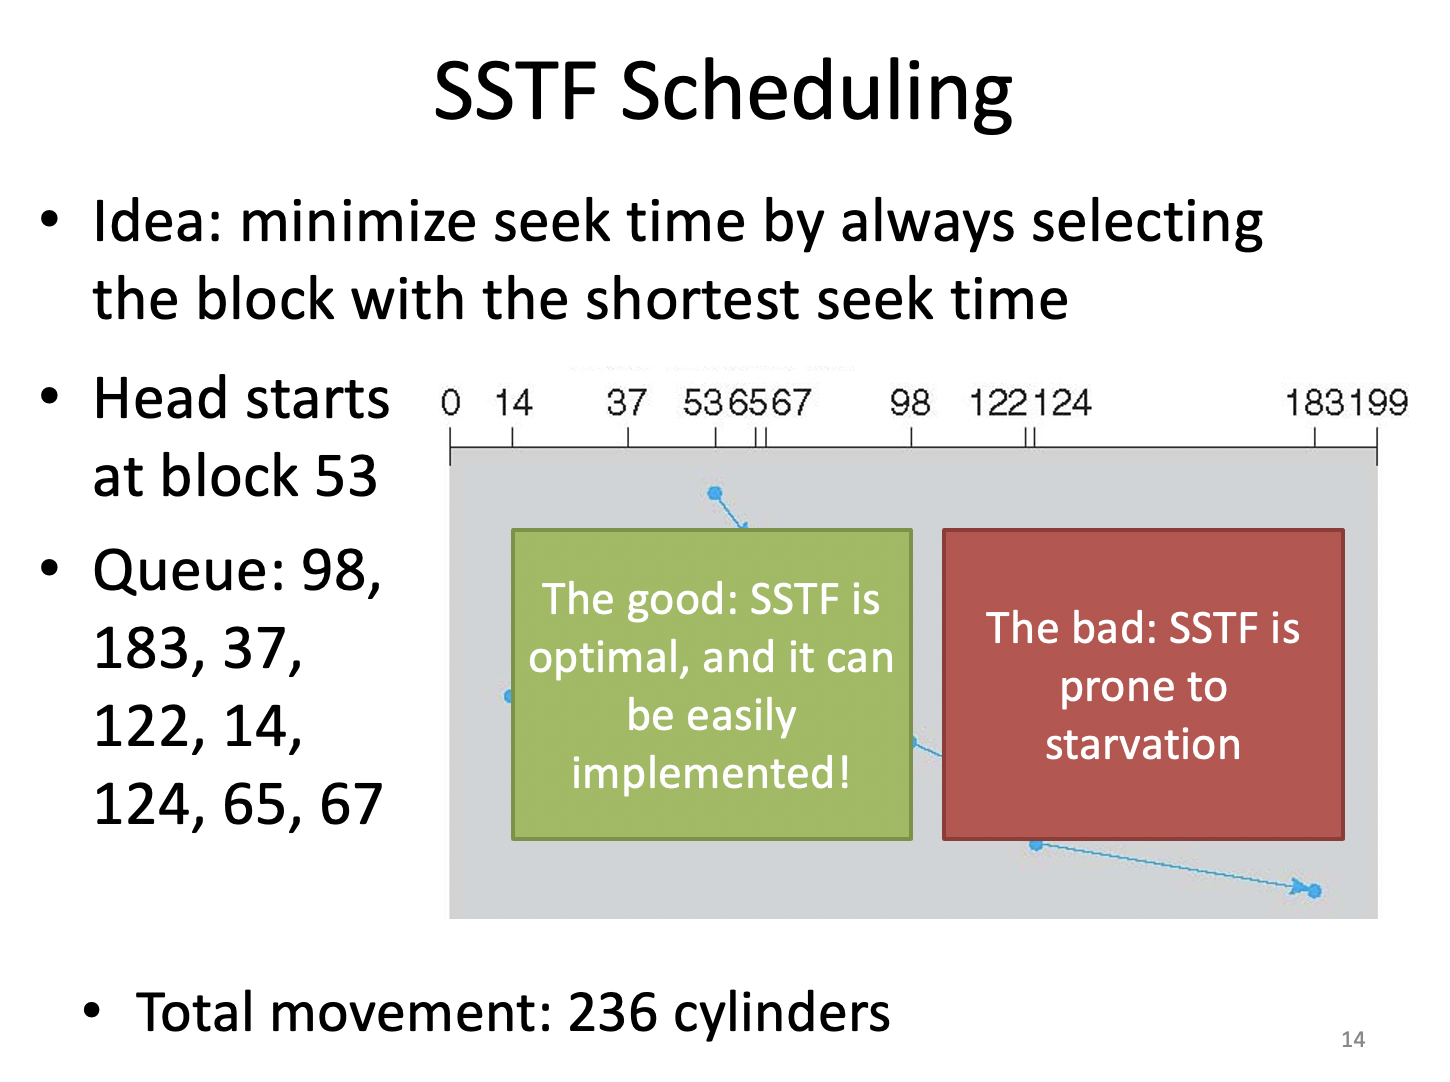 SSTF Scheduling
• Idea: minimize seek time by always selecting
the block with the shortest seek time
• Head starts
at block 53
• Queue: 98,
183, 37,
122, 14,
124, 65, 67
0 14 37 53 65 67 98 122 124 183 199
The good: SSTF is
optimal, and it can
be easily
implemented!
The bad: SSTF is
prone to
starvation
• Total movement: 236 cylinders
14